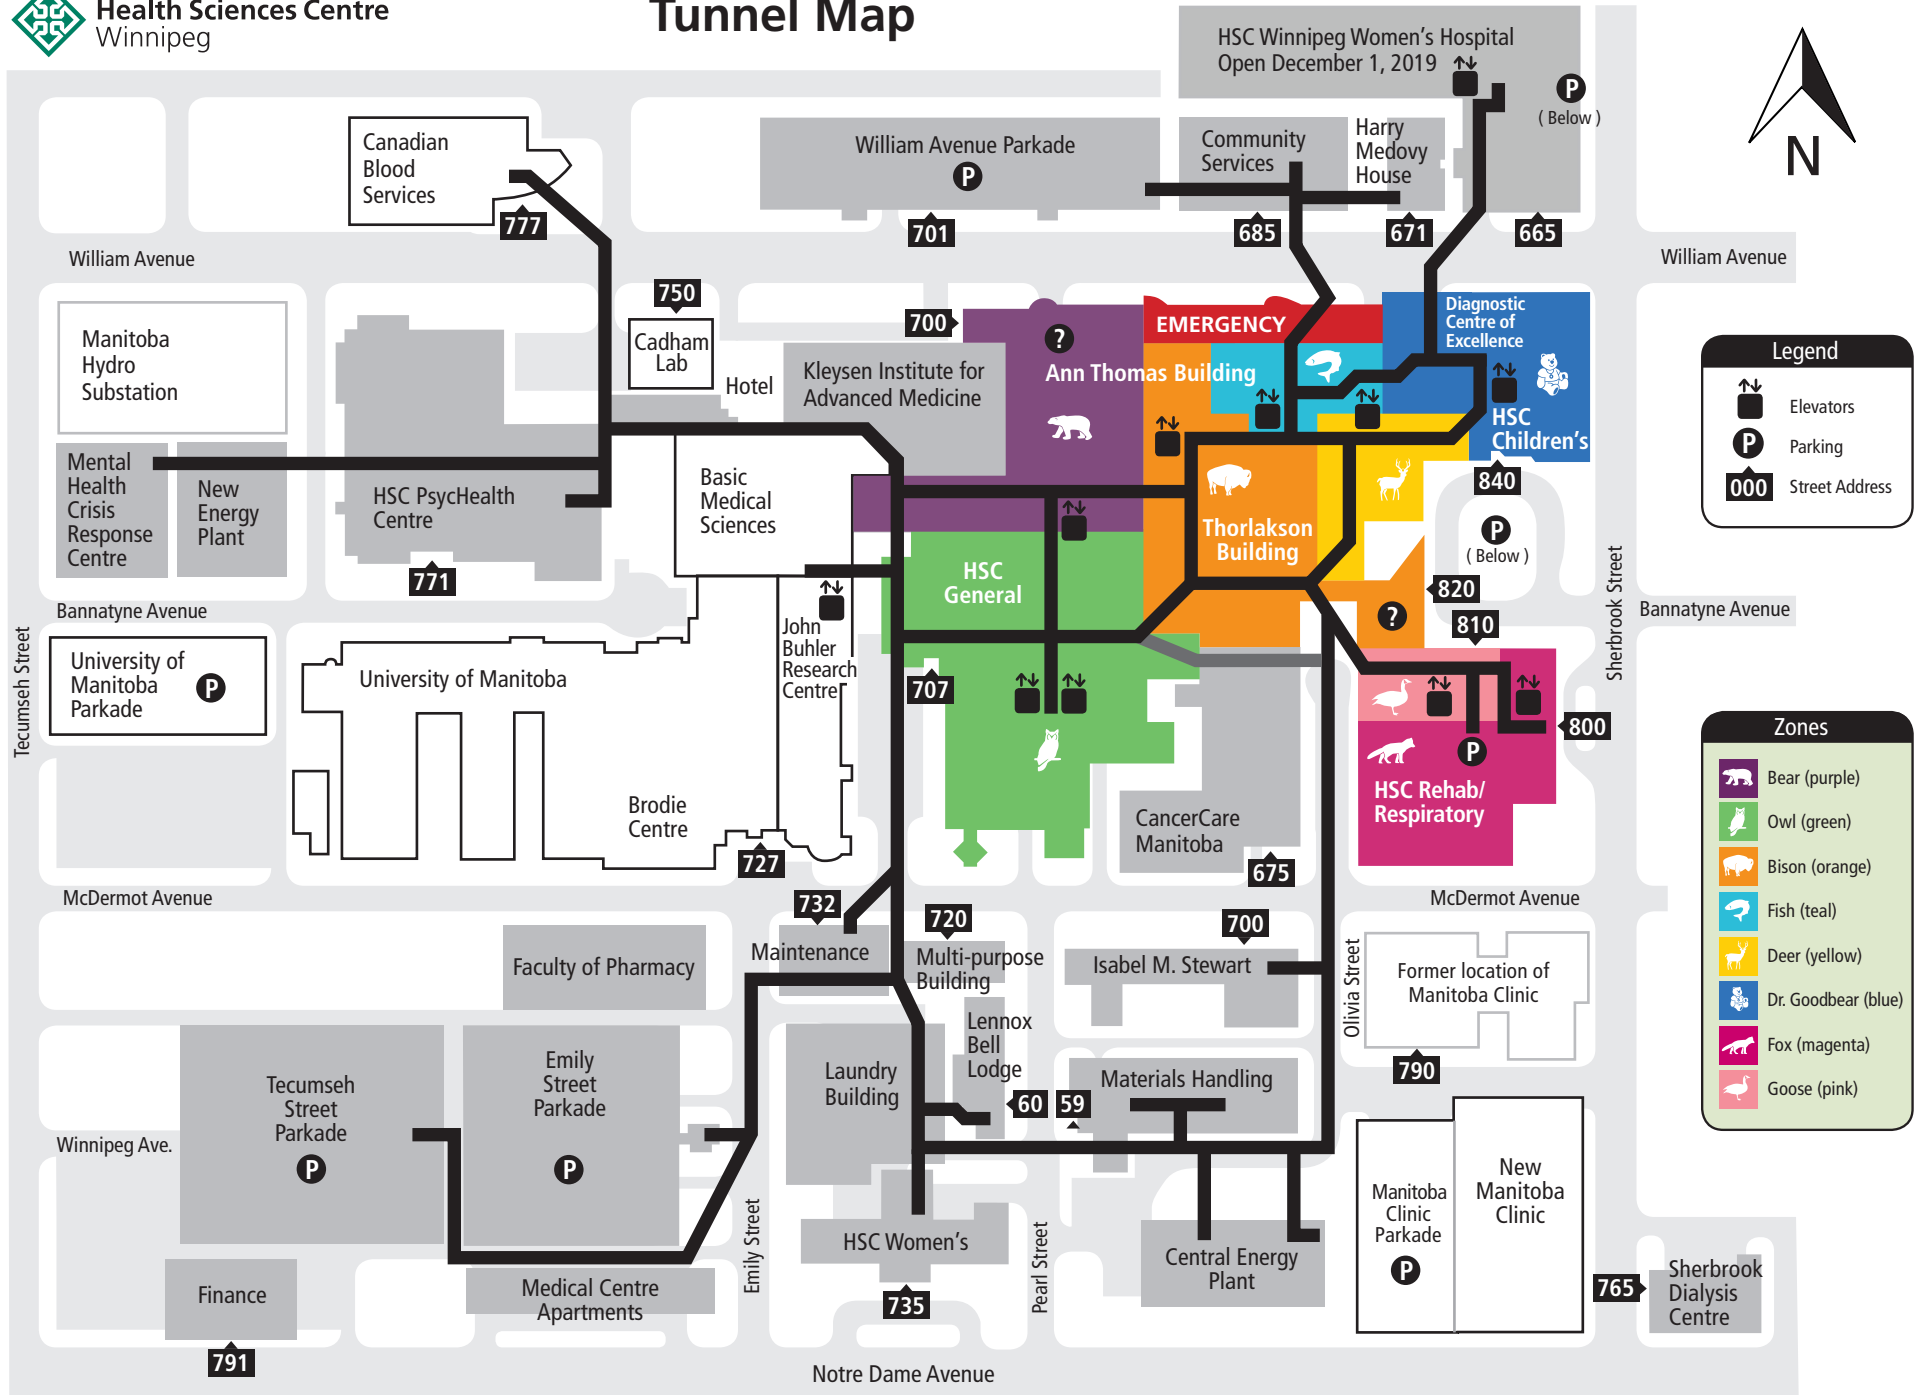 Health Sciences Centre
Winnipeg
Tunnel Map
HSC Winnipeg Women's Hospital
Open December 1, 2019
P
( Below )
N
Canadian
Blood
Services
777
William Avenue Parkade
P
701
Community
Services
685
Harry
Medovy
House
671
665
William Avenue
William Avenue
Manitoba
Hydro
Substation
750
Cadham
Lab
Hotel
700
Kleysen Institute for
Advanced Medicine
?
Ann Thomas Building
EMERGENCY
Diagnostic
Centre of
Excellence
HSC
Children's
840
P
( Below )
Legend
Elevators
P
Parking
000
Street Address
Mental
Health
Crisis
Response
Centre
New
Energy
Plant
HSC PsycHealth
Centre
771
Basic
Medical
Sciences
HSC
General
Thorlakson
Building
820
?
810
Bannatyne Avenue
Bannatyne Avenue
Tecumseh Street
Sherbrook Street
University of
Manitoba
Parkade
P
University of Manitoba
John
Buhler
Research
Centre
707
800
P
HSC Rehab/
Respiratory
Brodie
Centre
727
CancerCare
Manitoba
675
Zones
Bear (purple)
Owl (green)
Bison (orange)
Fish (teal)
Deer (yellow)
Dr. Goodbear (blue)
Fox (magenta)
Goose (pink)
McDermot Avenue
McDermot Avenue
732
Maintenance
720
Multi-purpose
Building
700
Isabel M. Stewart
Olivia Street
Former location of
Manitoba Clinic
790
Faculty of Pharmacy
Lennox
Bell
Lodge
60
59
Materials Handling
Laundry
Building
Tecumseh
Street
Parkade
P
Emily
Street
Parkade
P
Winnipeg Ave.
Emily Street
HSC Women's
735
Pearl Street
Central Energy
Plant
Manitoba
Clinic
Parkade
P
New
Manitoba
Clinic
765
Sherbrook
Dialysis
Centre
Finance
791
Medical Centre
Apartments
Notre Dame Avenue